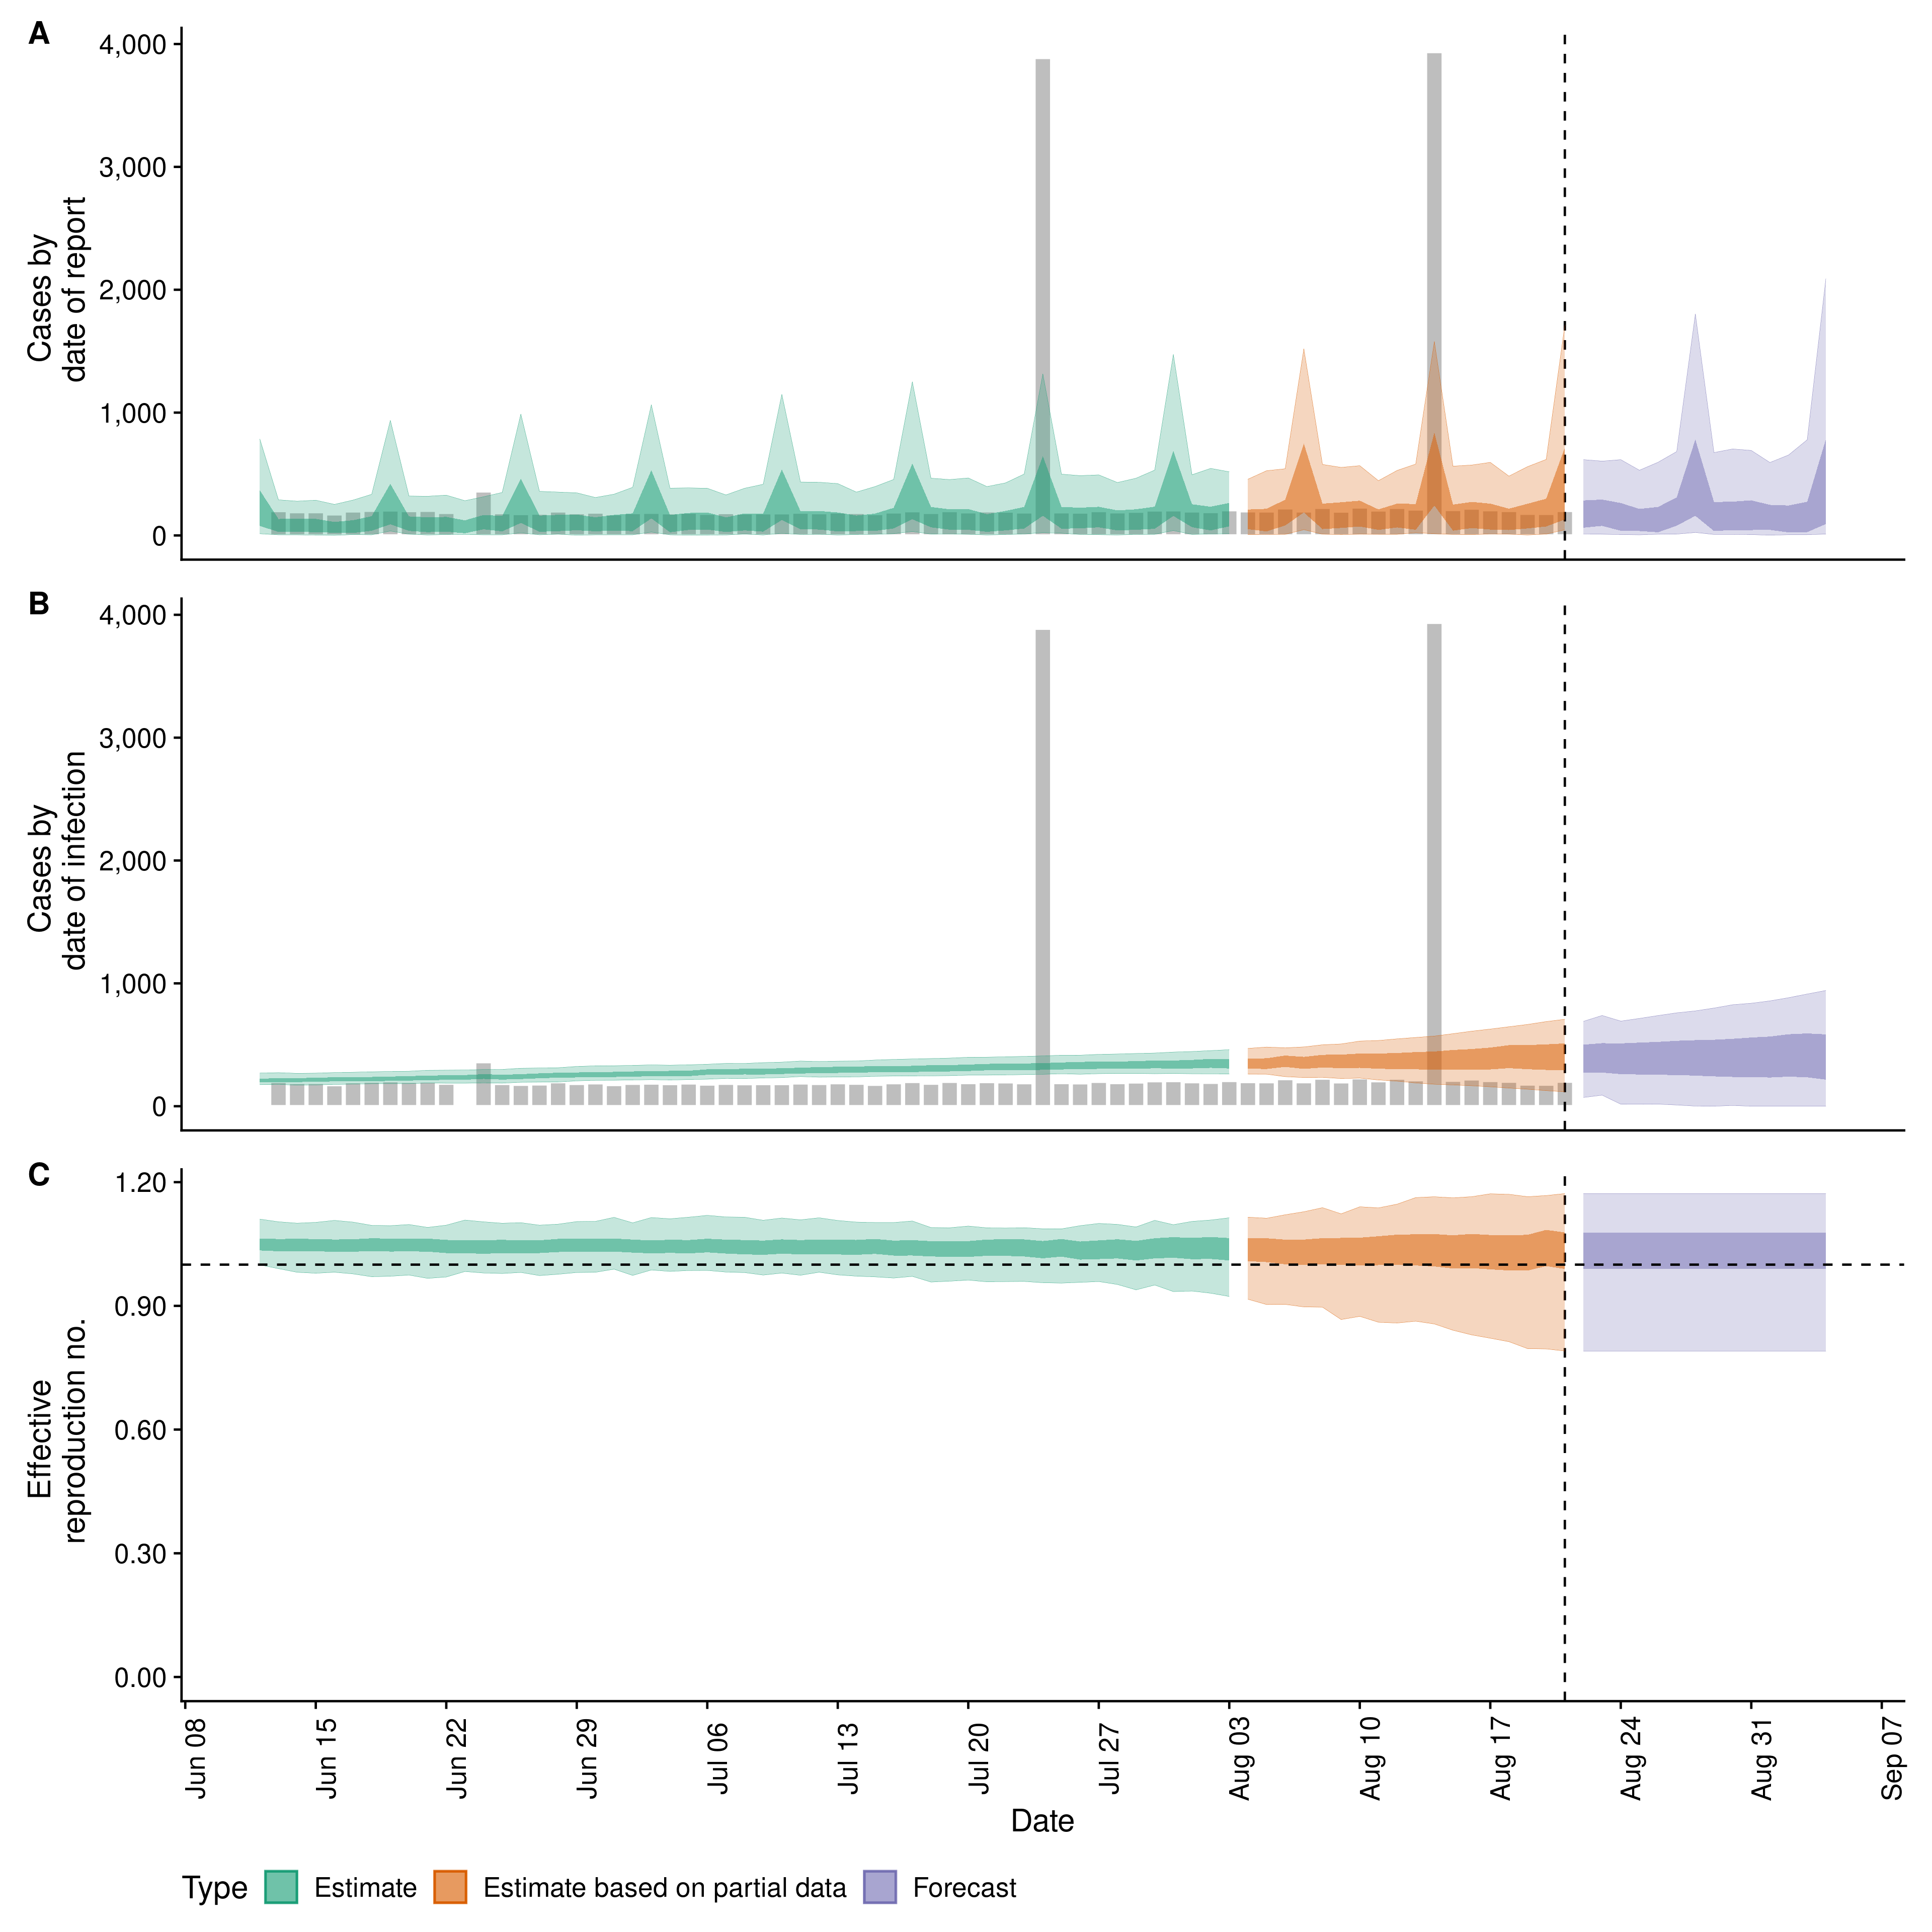 A
Cases by
date of report
4,000
3,000
2,000
1,000
0
B
Cases by
date of infection
4,000
3,000
2,000
1,000
0
C
Effective
reproduction no.
1.20
0.90
0.60
0.30
0.00
Jun 08
Jun 15
Jun 22
Jun 29
Jul 06
Jul 13
Jul 20
Jul 27
Aug 03
Aug 10
Aug 17
Aug 24
Aug 31
Sep 07
Date
Type Estimate Estimate based on partial data Forecast